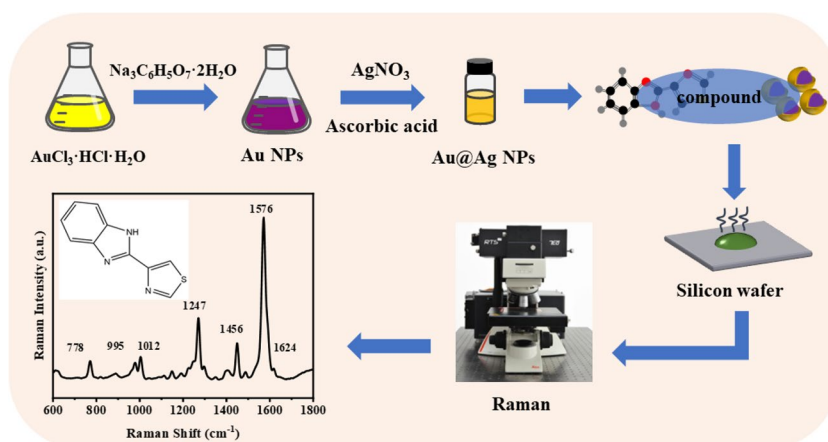 Na₃C₆H₅O₇·2H₂O
AgNO₃
Ascorbic acid
compound
AuCl₃·HCl·H₂O
Au NPs
Au@Ag NPs
Silicon wafer
Raman
Raman Intensity (a.u.)
NH
N
N
S
778
995
1012
1247
1456
1576
1624
600
800
1000
1200
1400
1600
1800
Raman Shift (cm⁻¹)